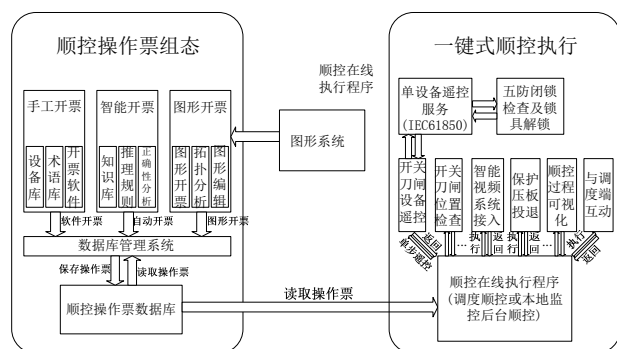 顺控操作票组态
手工开票
设备库
术语库
开票软件
智能开票
知识库
推理规则
正确性分析
图形开票
图形开票
拓扑分析
图形编辑
软件开票
自动开票
图形开票
数据库管理系统
保存操作票
读取操作票
顺控操作票数据库
顺控在线
执行程序
图形系统
读取操作票
一键式顺控执行
单设备遥控
服务
(IEC61850)
五防闭锁
检查及锁
具解锁
开关
刀闸
设备
遥控
开关
刀闸
位置
检查
智能
视频
系统
接入
保护
压板
投退
顺控
过程
可视
化
与调
度端
互动
返回
单步遥控
…
执行
返回
执行
返回
…
执行
返回
顺控在线执行程序
(调度顺控或本地监
控后台顺控)